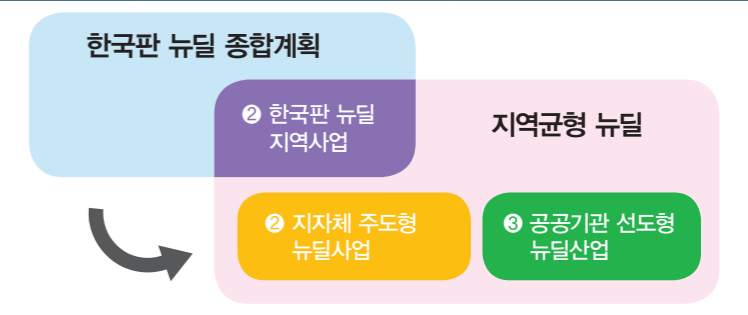 한국판 뉴딜 종합계획
❷ 한국판 뉴딜
지역사업
지역균형 뉴딜
❷ 지자체 주도형
뉴딜사업
❸ 공공기관 선도형
뉴딜산업